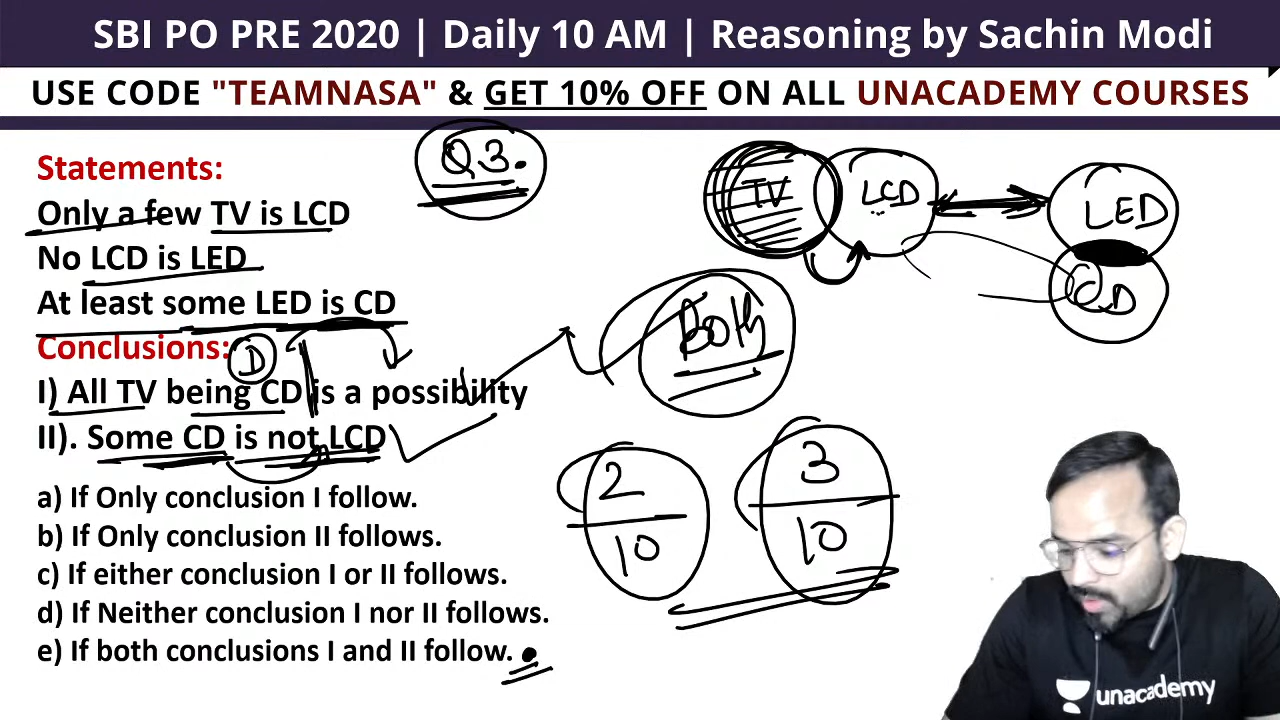 SBI PO PRE 2020 | Daily 10 AM | Reasoning by Sachin Modi
USE CODE "TEAMNASA" & GET 10% OFF ON ALL UNACADEMY COURSES
Q3.
Statements:
Only a few TV is LCD
No LCD is LED
At least some LED is CD
Conclusions:
D
I) All TV being CD is a possibility
II). Some CD is not LCD
a) If Only conclusion I follow.
b) If Only conclusion II follows.
c) If either conclusion I or II follows.
d) If Neither conclusion I nor II follows.
e) If both conclusions I and II follow.
TV
LCD
LED
CD
Both
2
10
3
10
unacademy